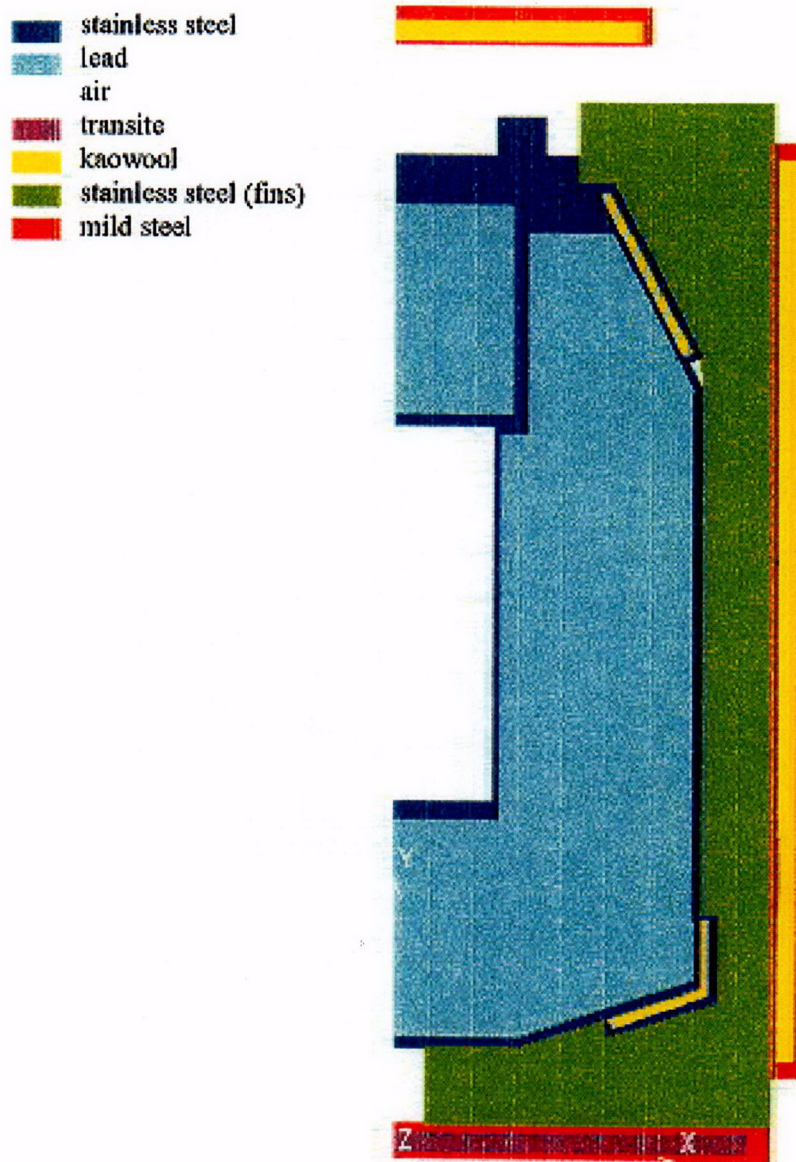 stainless steel
lead
air
transite
kaowool
stainless steel (fins)
mild steel
Y
Z
X